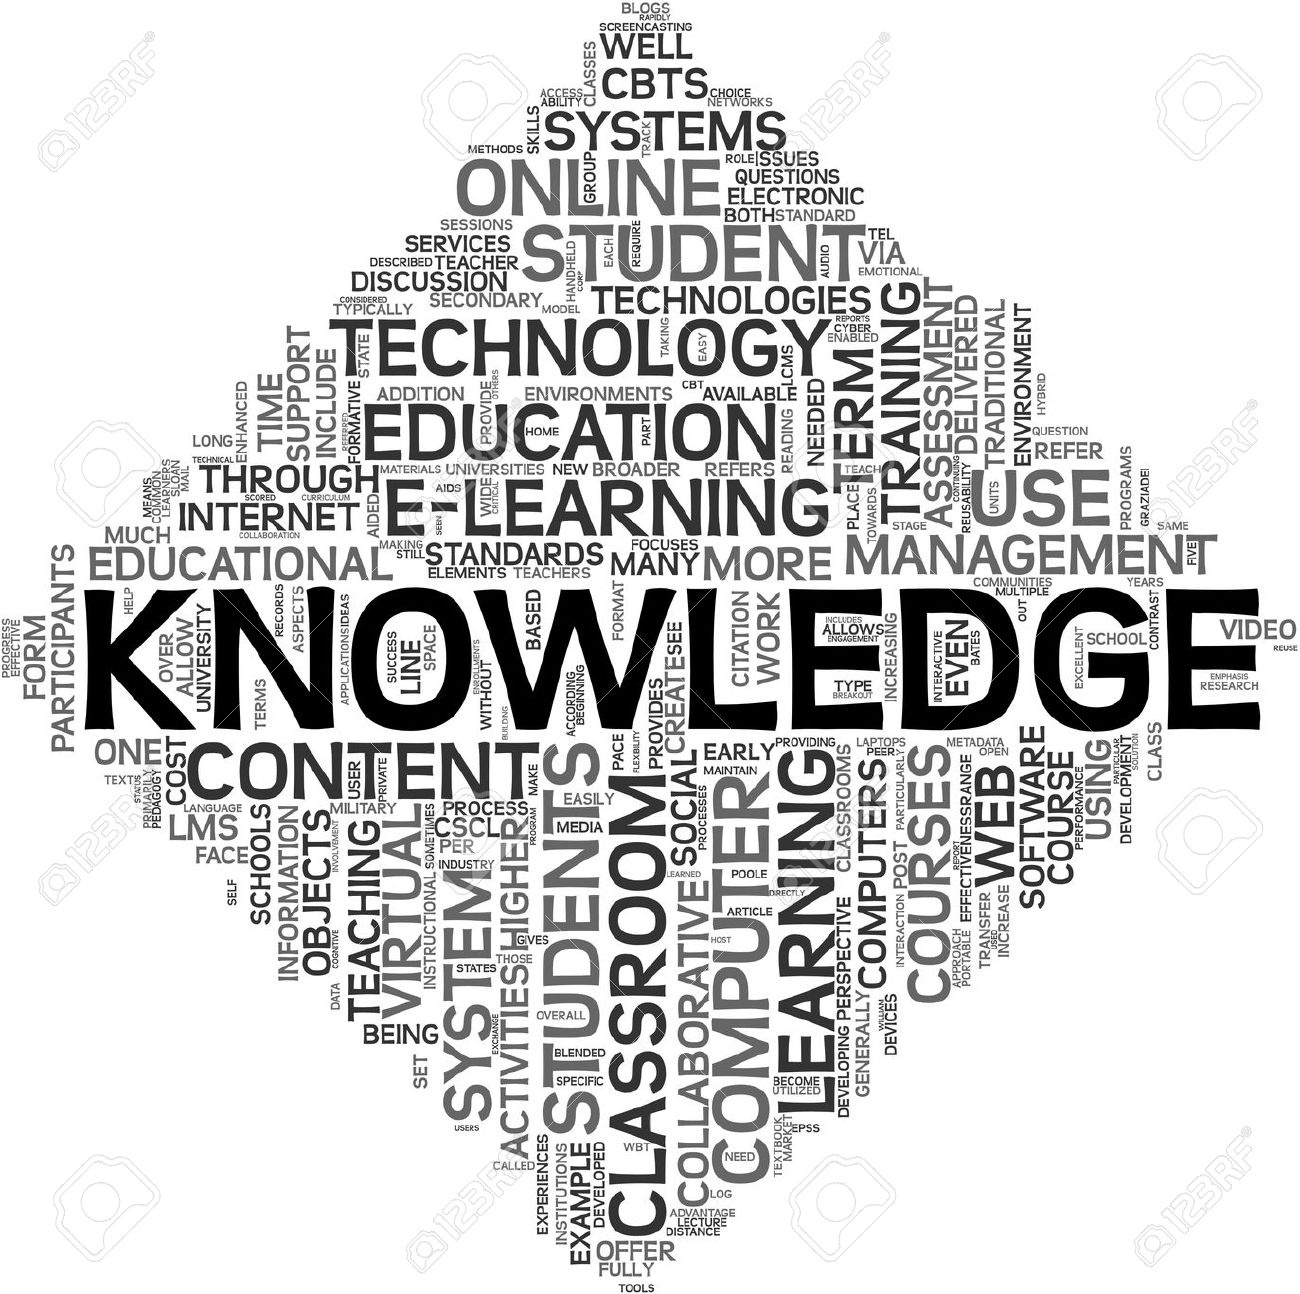 BLOGS
RAPIDLY
SCREENCASTING
WELL
CLASSES
CBTS
ACCESS
CHOICE
ABILITY
NETWORKS
SKILLS
SYSTEMS
TRACK
METHODS
GROUP
ROLE ISSUES
ONLINE
QUESTIONS
ELECTRONIC
BOTH STANDARD
SESSIONS
STUDENT
EACH
REQUIRE
TEL
SERVICES
VIA
AUDIO
DESCRIBED TEACHER
HANDHELD
CORP
EMOTIONAL
DISCUSSION
CONSIDERED
SECONDARY
TECHNOLOGIES
TYPICALLY
MODEL
TRAINING
ASSESSMENT
DELIVERED
TRADITIONAL
ENVIRONMENT
TECHNOLOGY
TAKING
EASY
REPORTS
CYBER
ENABLED
TERM
STATE
SUPPORT
INCLUDE
TIME
ENHANCED
ADDITION
PROVIDE
OTHERS
ENVIRONMENTS
CBT
AVAILABLE
LCMS
HYBRID
FORMATIVE
REFERRED
EDUCATION
HOME
PART
READING
NEEDED
LONG
QUESTION
REFER
TECHNICAL
THROUGH
MATERIALS
UNIVERSITIES
NEW
BROADER
REFERS
TEACH
CONTINUING
MEANS
COMMON
LEARNERS
SLOAN
MAIL
SCORED
CURRICULUM
INTERNET
COLLABORATION
AIDED
E-LEARNING
AIDS
SEEN
WIDE
CRITICAL
PLACE
TOWARDS
STAGE
REUSABILITY
UNITS
USE
PROGRAMS
GRAZIADEI
SAME
FIVE
MUCH
EDUCATIONAL
MAKING
STILL
STANDARDS
FOCUSES
MANY
MORE
MANAGEMENT
ELEMENTS
TEACHERS
COMMUNITIES
YEARS
MULTIPLE
KNOWLEDGE
PROGRESS
EFFECTIVE
FORM
PARTICIPANTS
HELP
OVER
ALLOW
UNIVERSITY
TERMS
RECORDS
ASPECTS
APPLICATIONS
IDEAS
SUCCESS
LINE
SPACE
ENROLLMENTS
WITHOUT
BUILDING
BASED
ACCORDING
BEGINNING
FORMAT
PACE
FLEXIBILITY
PROVIDES
CREATE
SEE
CITATION
WORK
INCLUDES
ALLOWS
ENGAGEMENT
TYPE
BREAKOUT
INCREASING
INTERACTIVE
EVEN
BATES
OUT
EXCELLENT
SCHOOL
CONTRAST
VIDEO
REUSE
EMPHASIS
RESEARCH
ONE
COST
CONTENT
EARLY
PROVIDING
LAPTOPS
PEER
METADATA
OPEN
MAINTAIN
TEXT
STATUS
PRIMARILY
PEDAGOGY
USER
PRIVATE
MAKE
SOFTWARE
COURSE
PERFORMANCE
USING
PARTICULAR
DEVELOPMENT
SOLUTION
CLASS
LANGUAGE
LMS
FACE
SELF
SCHOOLS
INFORMATION
OBJECTS
MILITARY
INVOLVEMENT
COGNITIVE
DATA
TEACHING
VIRTUAL
INSTRUCTIONAL
SOMETIMES
PROCESS
CSCL
PER
INDUSTRY
HIGHER
PROGRAM
EASILY
MEDIA
STUDENTS
CLASSROOM
SOCIAL
PROCESSES
LEARNED
COLLABORATIVE
COMPUTER
POOLE
ARTICLE
HOST
DIRECTLY
LEARNING
CLASSROOMS
COMPUTERS
PARTICULARLY
POST
INTERACTION
COURSES
REPORT
RANGE
EFFECTIVENESS
WEB
APPROACH
PORTABLE
TRANSFER
USED
INCREASE
SYSTEM
STATES
GIVES
THOSE
ACTIVITIES
EXCHANGE
OVERALL
BEING
SET
USERS
BLENDED
SPECIFIC
PERSPECTIVE
DEVELOPING
GENERALLY
WILLIAM
DEVICES
BECOME
UTILIZED
EPSS
TEXTBOOK
MARKET
CALLED
EXPERIENCES
INSTITUTIONS
EXAMPLE
DEVELOPED
WBT
NEED
LOG
ADVANTAGE
LECTURE
DISTANCE
OFFER
FULLY
TOOLS
123RF